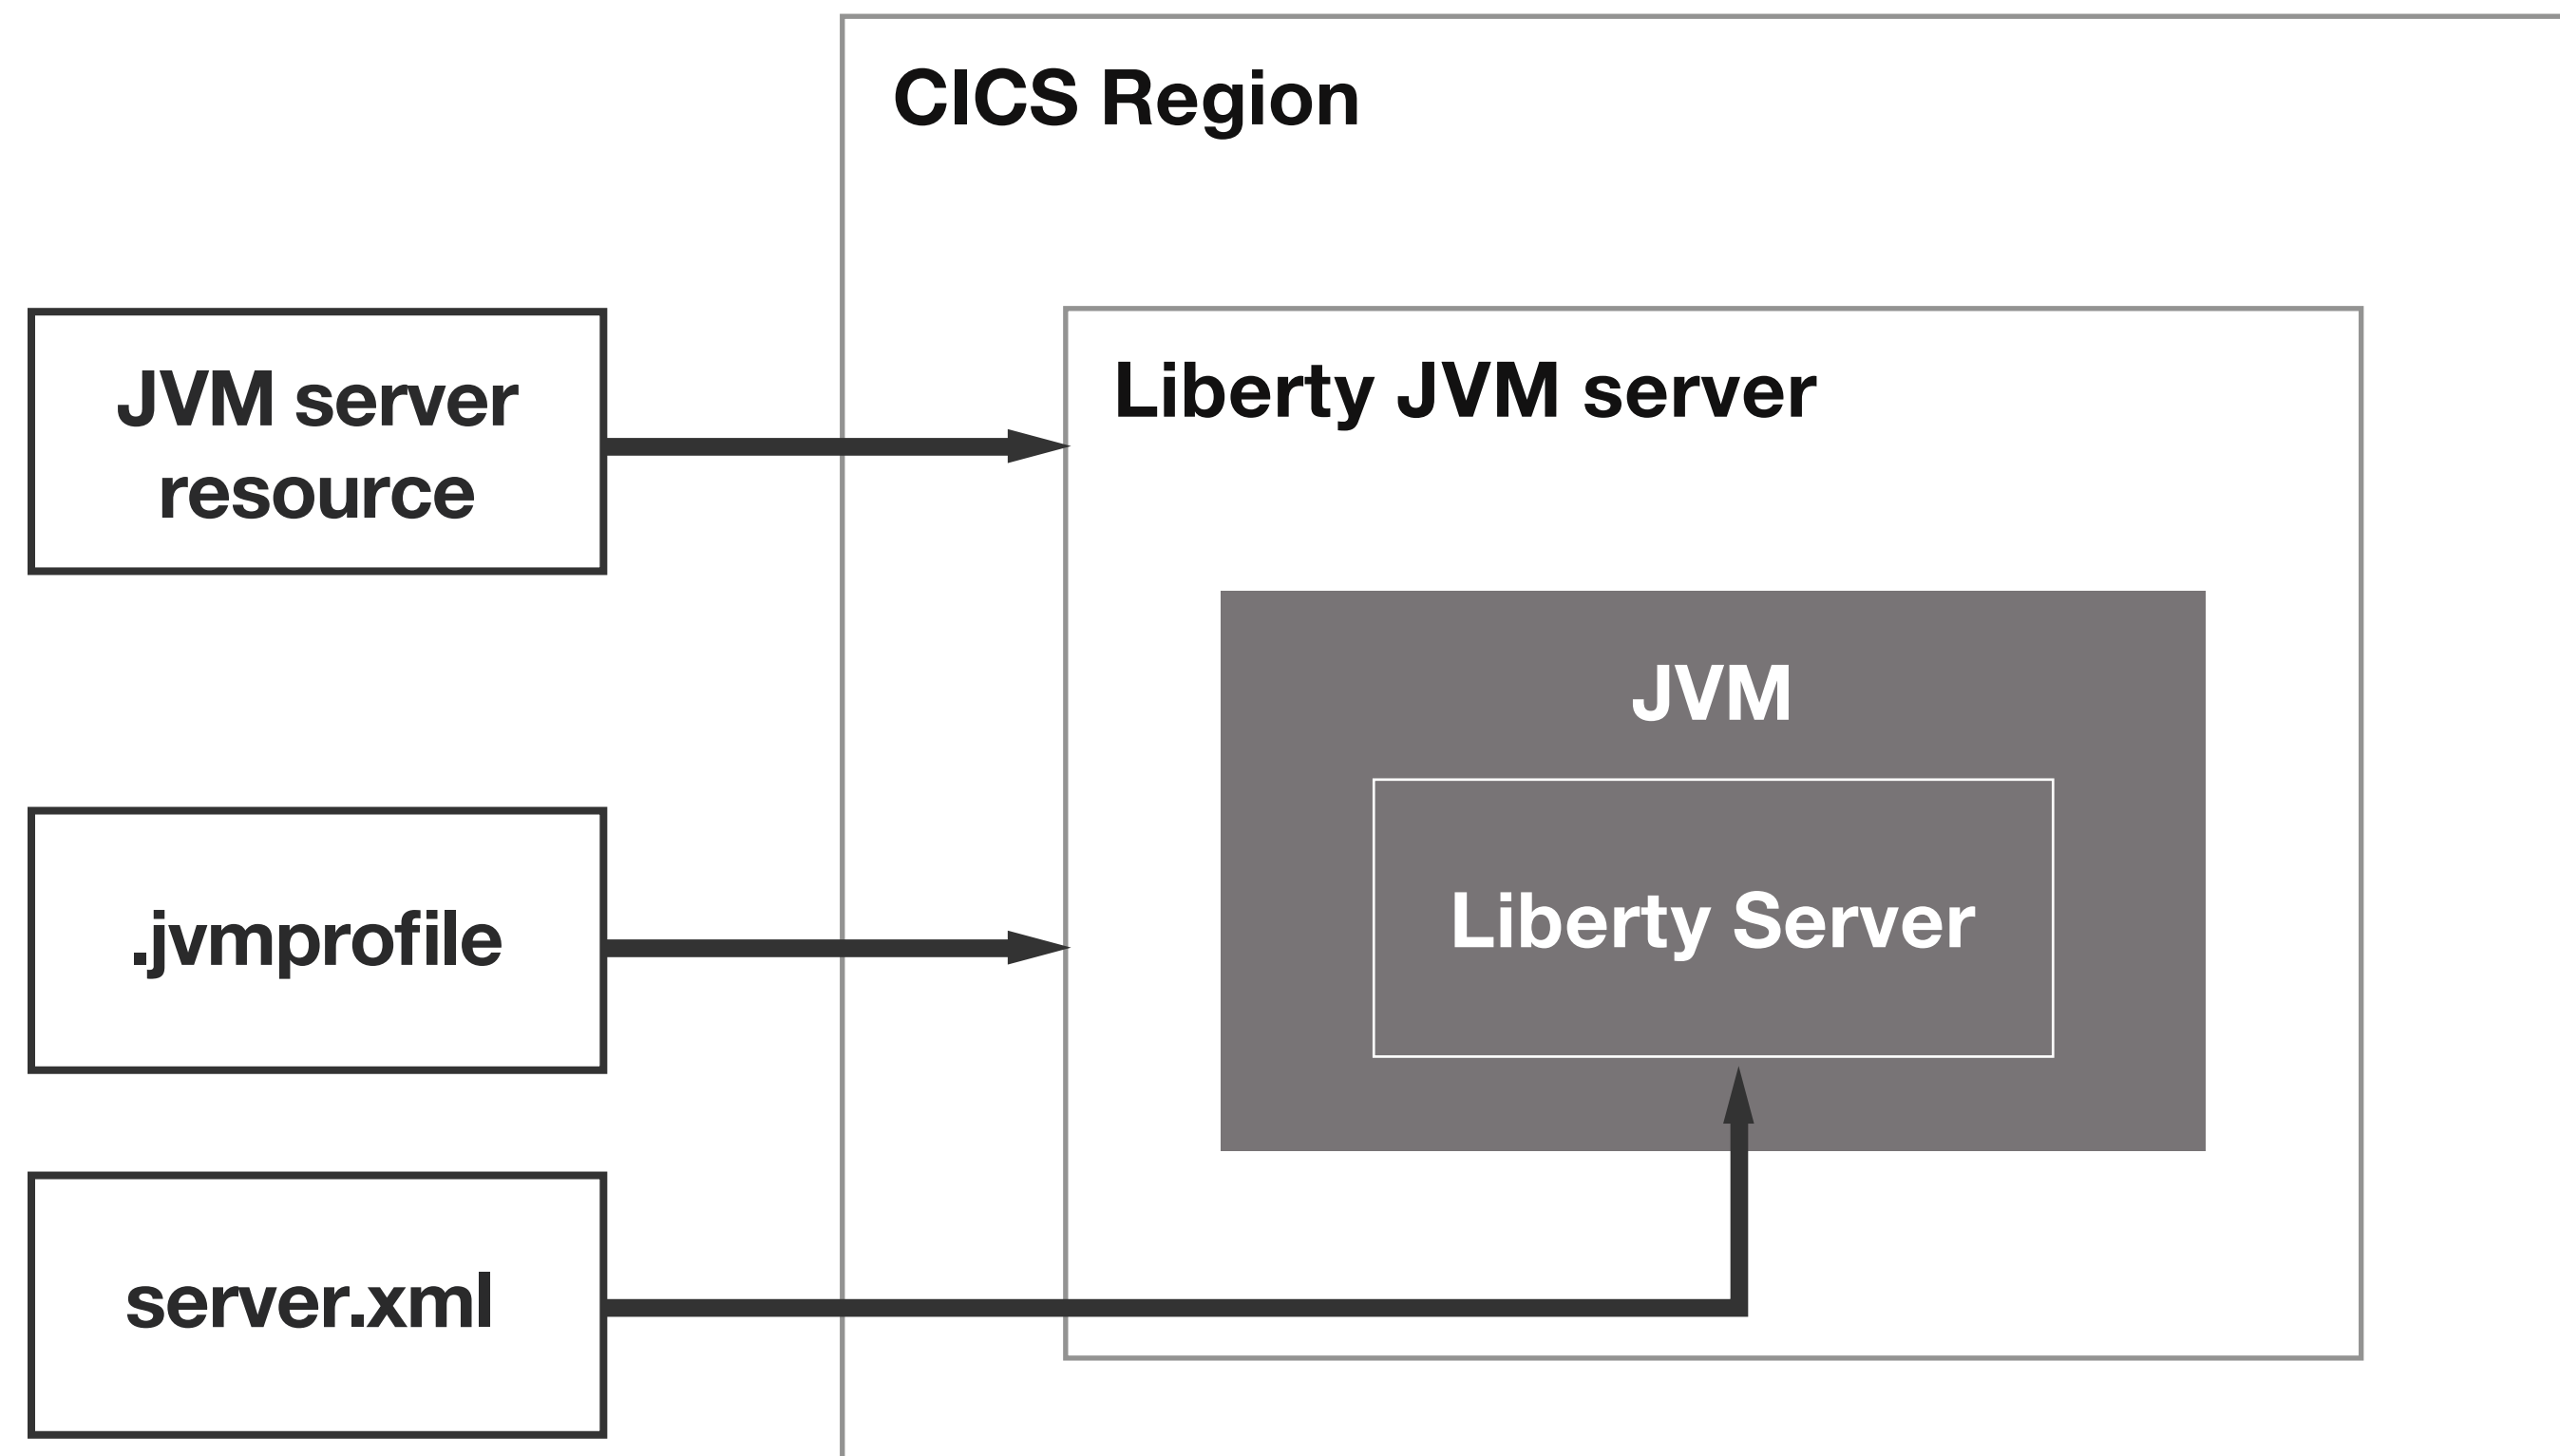 CICS Region
JVM server
resource
Liberty JVM server
JVM
.jvmprofile
Liberty Server
server.xml